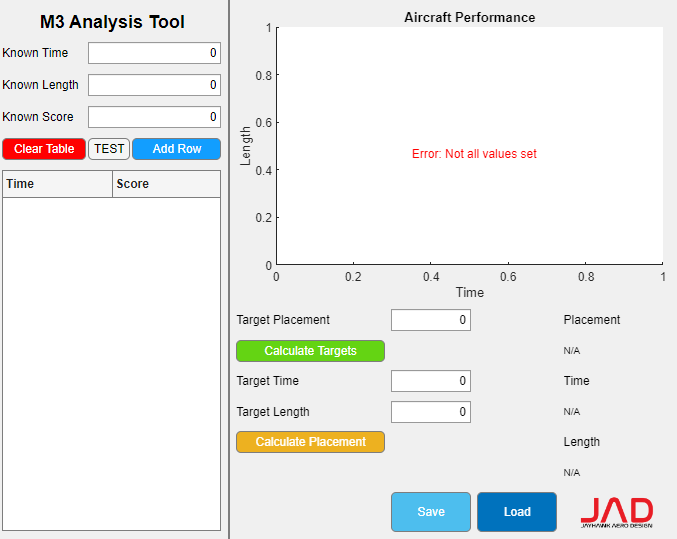 M3 Analysis Tool
Known Time 0
Known Length 0
Known Score 0
Clear Table TEST Add Row
Time Score
Aircraft Performance
1
0.8
0.6
0.4
0.2
0
Length
Error: Not all values set
0 0.2 0.4 0.6 0.8 1
Time
Target Placement 0 Placement
Calculate Targets N/A
Target Time 0 Time
Target Length 0 N/A
Calculate Placement Length
N/A
Save Load
JAD
JAYHAWK AERO DESIGN